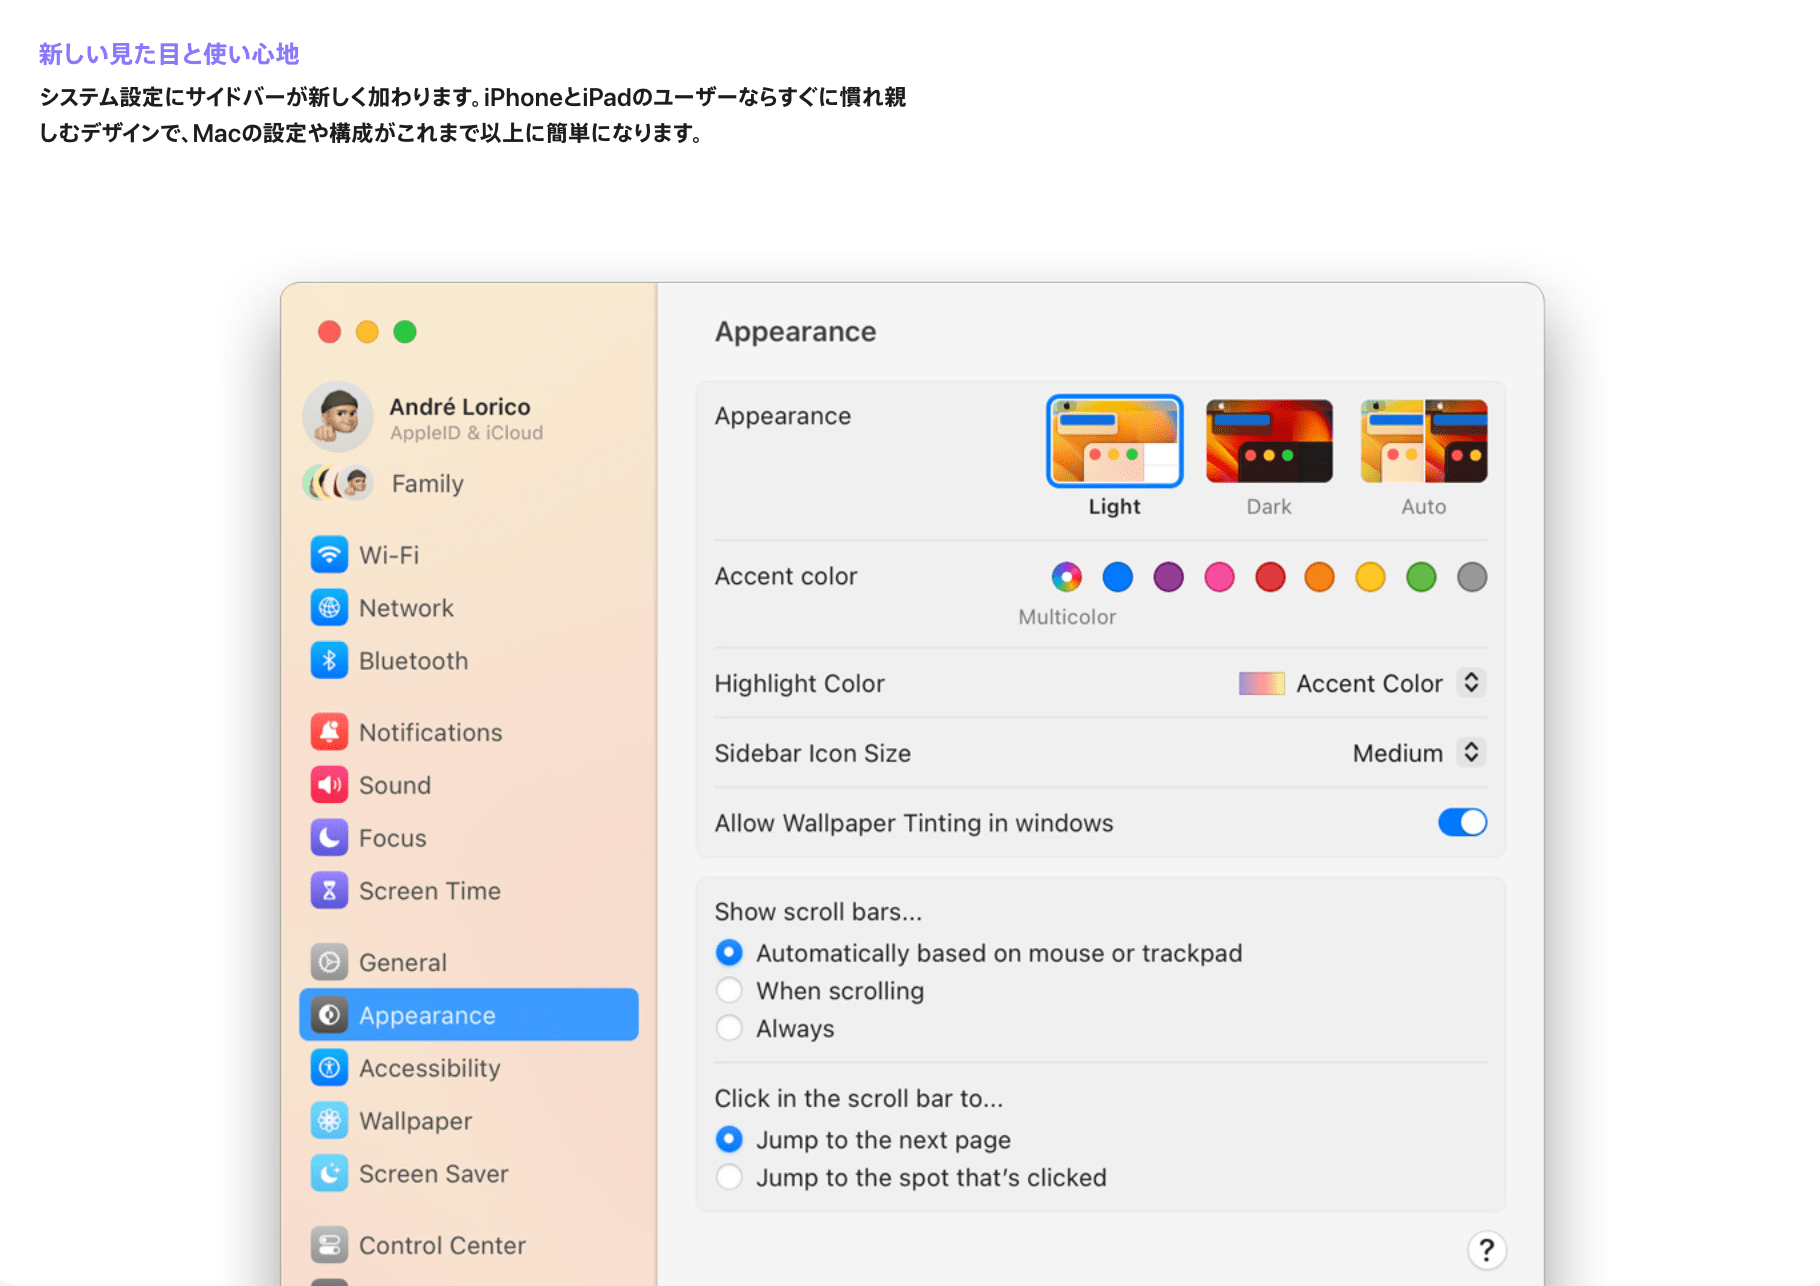 新しい見た目と使い心地
システム設定にサイドバーが新しく加わります。iPhoneとiPadのユーザーならすぐに慣れ親
しむデザインで、Macの設定や構成がこれまで以上に簡単になります。
André Lorico
AppleID & iCloud
Family
Wi-Fi
Network
Bluetooth
Notifications
Sound
Focus
Screen Time
General
Appearance
Accessibility
Wallpaper
Screen Saver
Control Center
Appearance
Appearance
Light
Dark
Auto
Accent color
Multicolor
Highlight Color
Accent Color
Sidebar Icon Size
Medium
Allow Wallpaper Tinting in windows
Show scroll bars...
Automatically based on mouse or trackpad
When scrolling
Always
Click in the scroll bar to...
Jump to the next page
Jump to the spot that's clicked
?